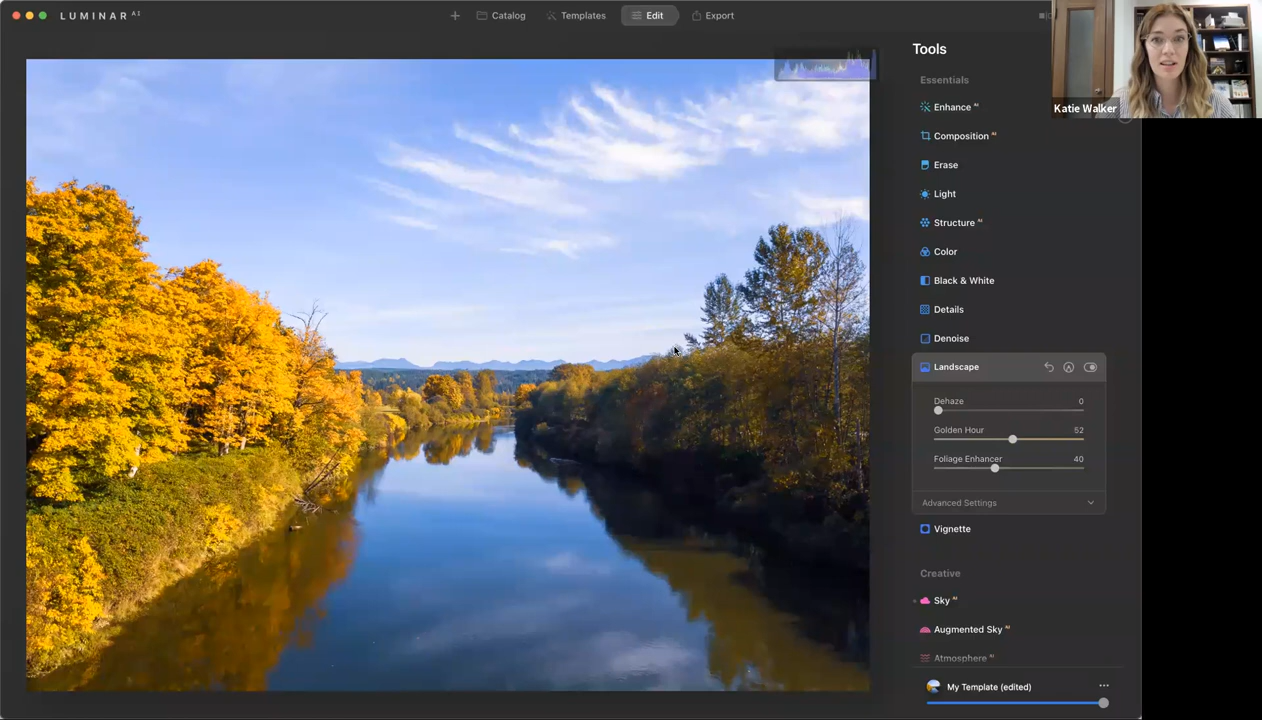 LUMINAR AI
Catalog
Templates
Edit
Export
Katie Walker
Tools
Essentials
Enhance AI
Composition AI
Erase
Light
Structure AI
Color
Black & White
Details
Denoise
Landscape
Dehaze 0
Golden Hour 52
Foliage Enhancer 40
Advanced Settings
Vignette
Creative
Sky AI
Augmented Sky AI
Atmosphere AI
My Template (edited)